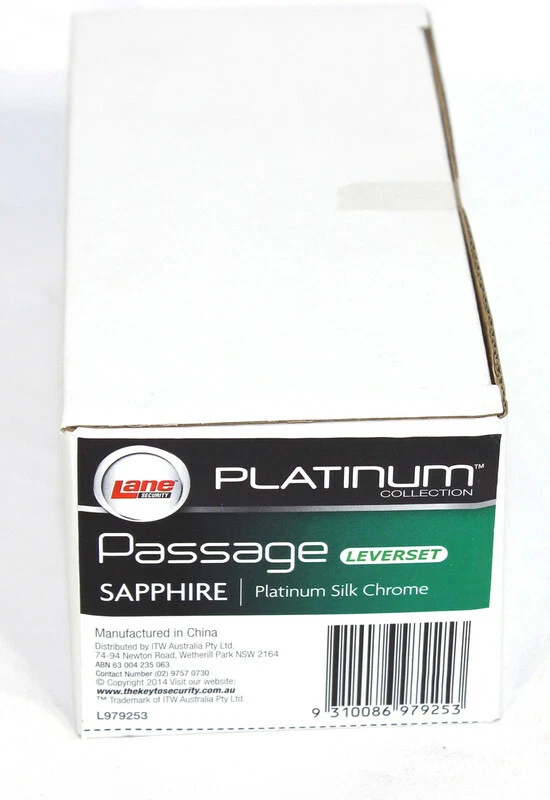 Lane™
SECURITY
PLATINUM™
COLLECTION
Passage LEVERSET
SAPPHIRE | Platinum Silk Chrome
Manufactured in China
Distributed by ITW Australia Pty Ltd.
74-94 Newton Road, Wetherill Park NSW 2164
ABN 63 004 235 063
Contact Number (02) 9757 0730
© Copyright 2014 Visit our website:
www.thekeytosecurity.com.au
™ Trademark of ITW Australia Pty Ltd.
L979253
9 310086 979253